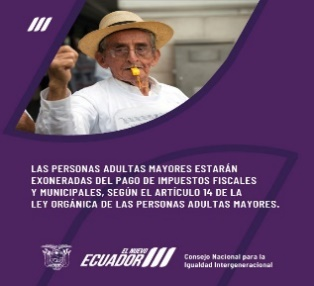 LAS PERSONAS ADULTAS MAYORES ESTARÁN
EXONERADAS DEL PAGO DE IMPUESTOS FISCALES
Y MUNICIPALES, SEGÚN EL ARTÍCULO 14 DE LA
LEY ORGÁNICA DE LAS PERSONAS ADULTAS MAYORES.
EL NUEVO
ECUADOR
Consejo Nacional para la
Igualdad Intergeneracional